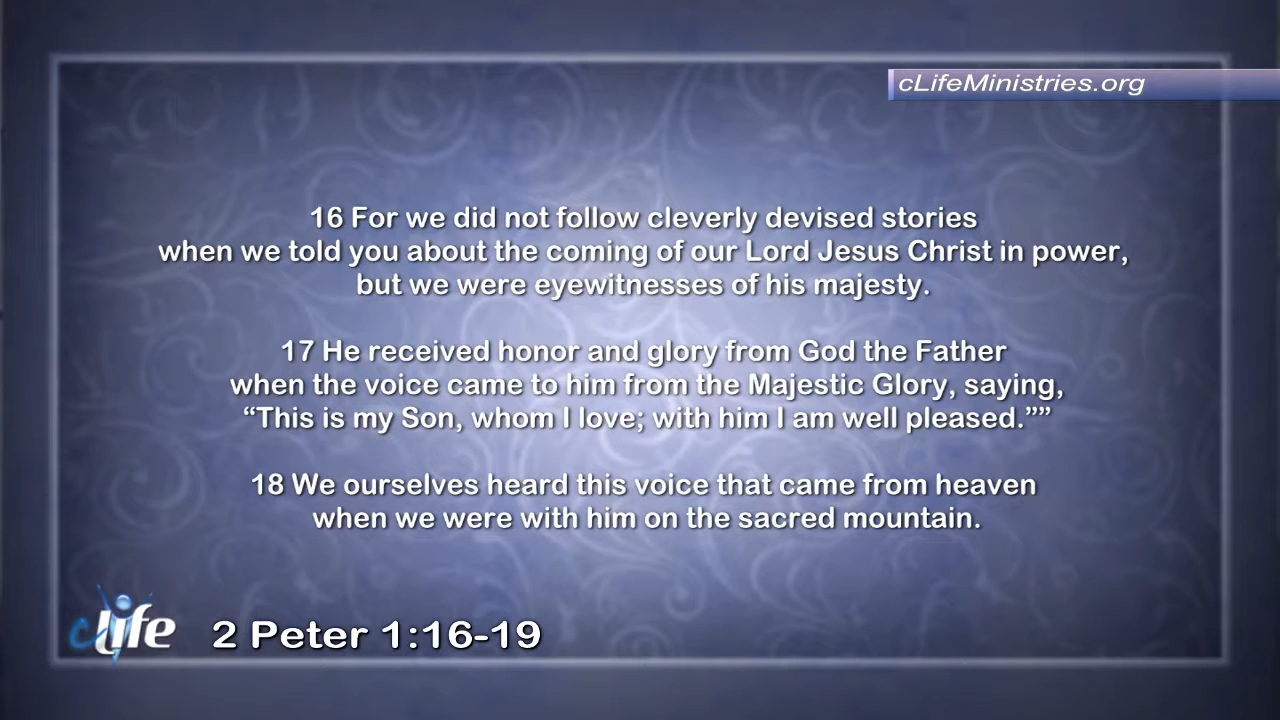 cLifeMinistries.org
16 For we did not follow cleverly devised stories
when we told you about the coming of our Lord Jesus Christ in power,
but we were eyewitnesses of his majesty.
17 He received honor and glory from God the Father
when the voice came to him from the Majestic Glory, saying,
“This is my Son, whom I love; with him I am well pleased.””
18 We ourselves heard this voice that came from heaven
when we were with him on the sacred mountain.
cLife
2 Peter 1:16-19